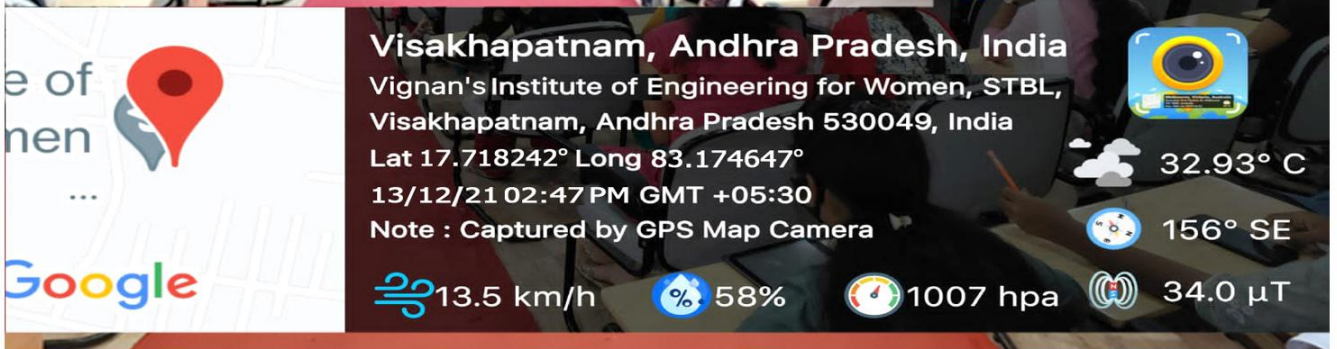 e of
men
...
Google
Visakhapatnam, Andhra Pradesh, India
Vignan's Institute of Engineering for Women, STBL,
Visakhapatnam, Andhra Pradesh 530049, India
Lat 17.718242° Long 83.174647°
13/12/21 02:47 PM GMT +05:30
Note : Captured by GPS Map Camera
32.93° C
156° SE
13.5 km/h
% 58%
1007 hpa
34.0 μT